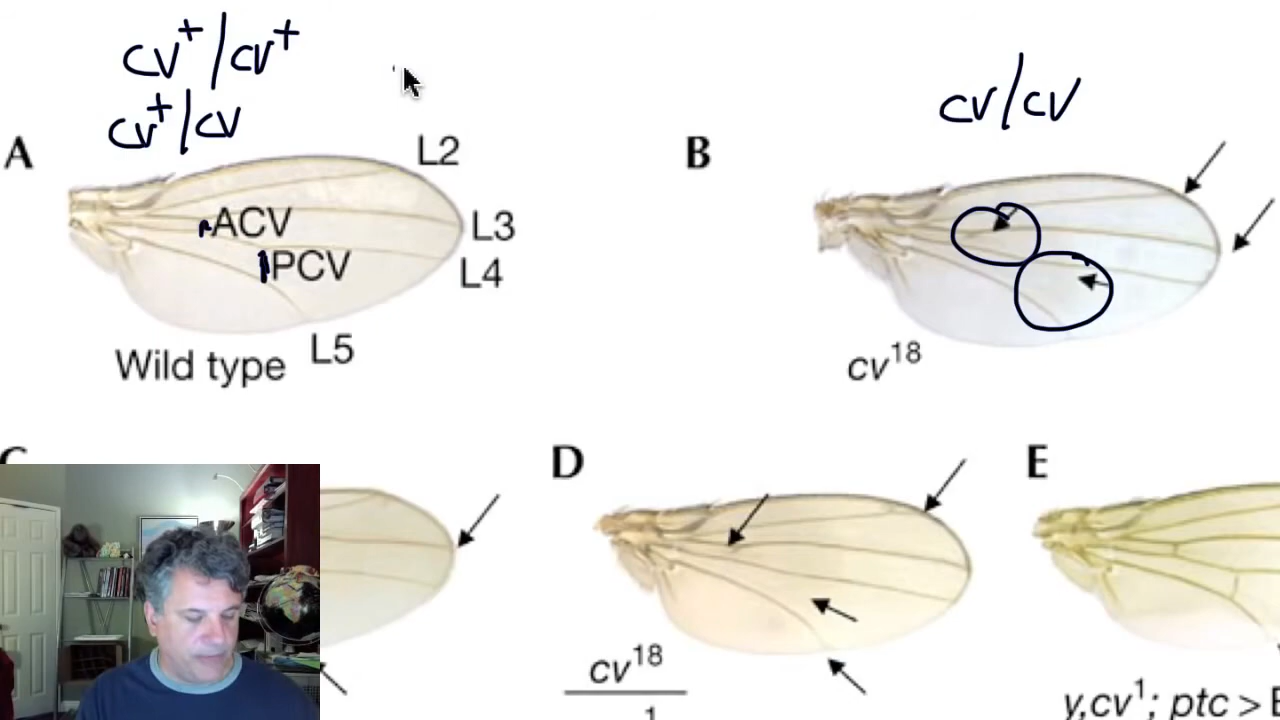 cv+/cv+
cv+/cv
cv/cv
A
L2
ACV
L3
PCV
L4
L5
Wild type
B
cv18
D
cv18
1
E
y,cv1; ptc >